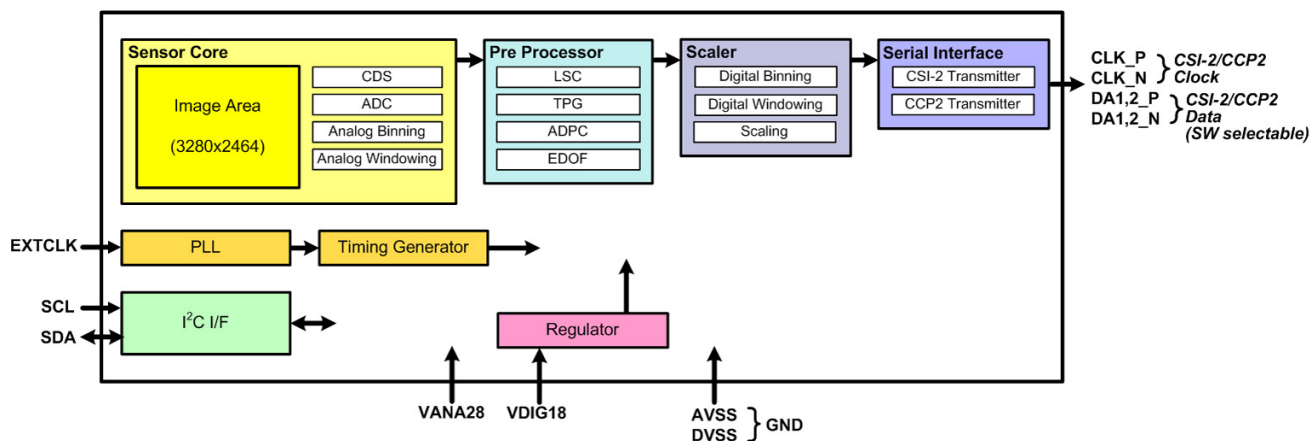 Sensor Core
Image Area
(3280x2464)
CDS
ADC
Analog Binning
Analog Windowing
Pre Processor
LSC
TPG
ADPC
EDOF
Scaler
Digital Binning
Digital Windowing
Scaling
Serial Interface
CSI-2 Transmitter
CCP2 Transmitter
CLK_P
CLK_N
CSI-2/CCP2
Clock
DA1,2_P
DA1,2_N
CSI-2/CCP2
Data
(SW selectable)
EXTCLK
PLL
Timing Generator
SCL
SDA
I²C I/F
Regulator
VANA28
VDIG18
AVSS
DVSS
GND